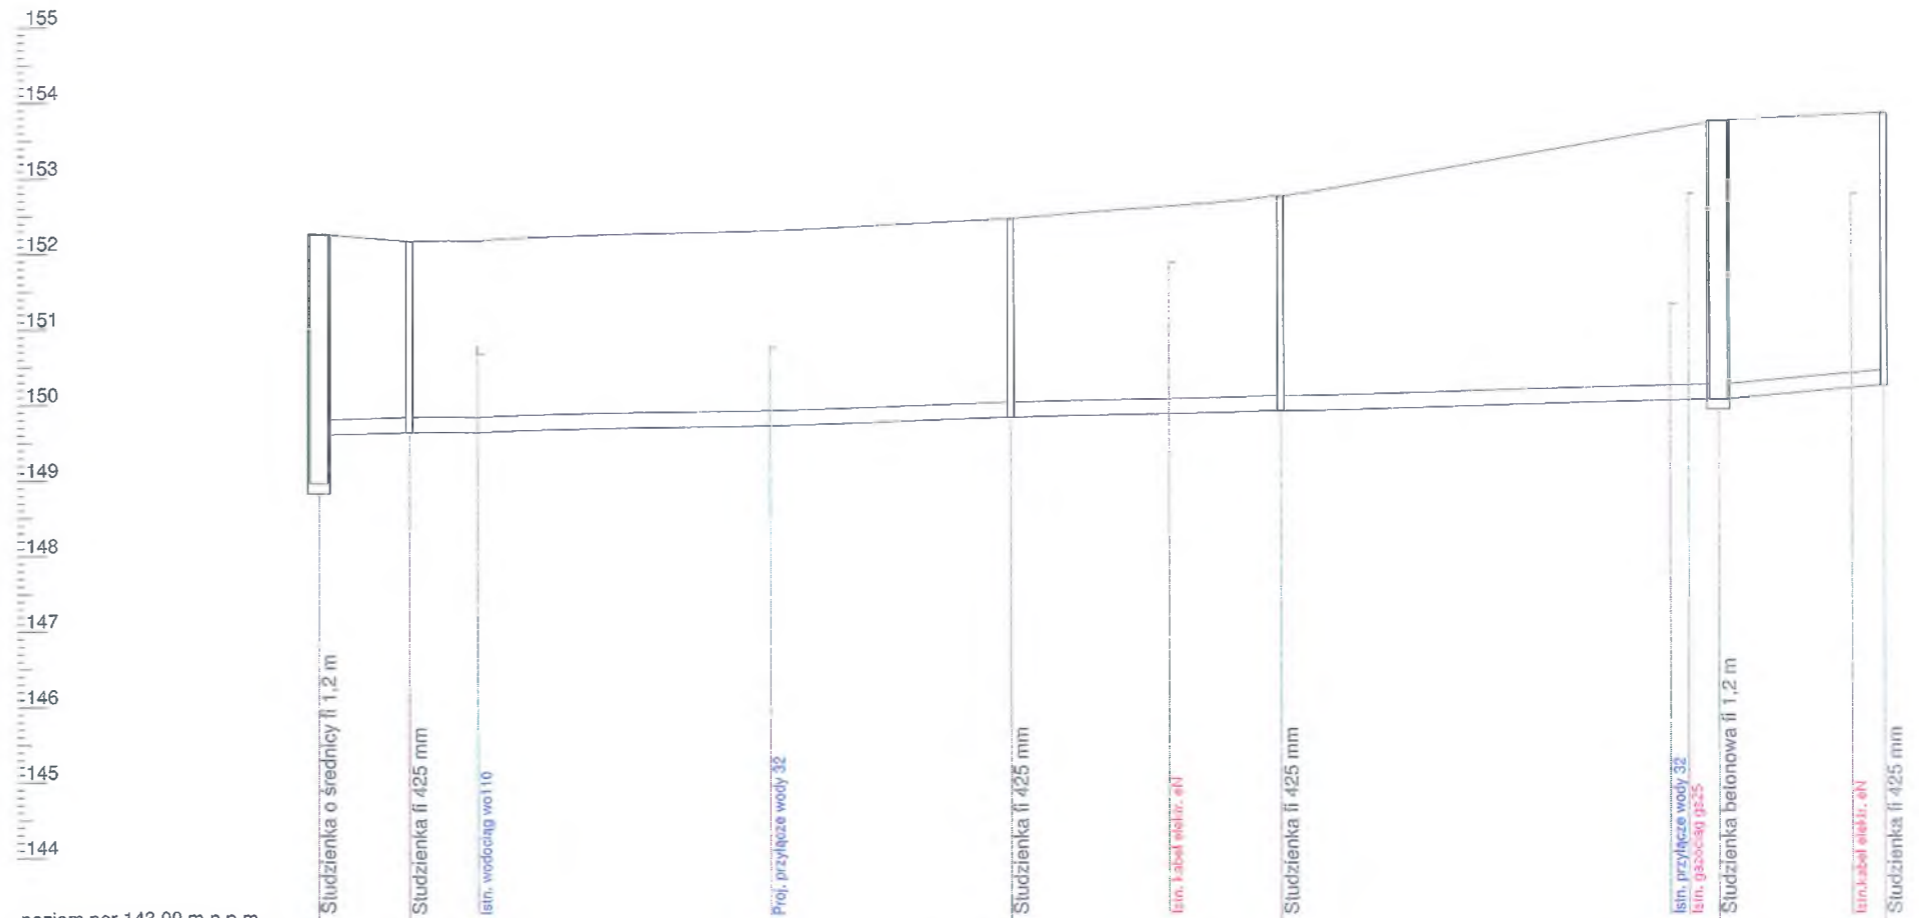 155
154
153
152
151
150
149
148
147
146
145
144
Studzienka o średnicy fi 1,2 m
Studzienka fi 425 mm
Istn. wodociąg wo110
Proj. przyłącze wody 32
Studzienka fi 425 mm
Istn. kabel elektr. eN
Studzienka fi 425 mm
Istn. przyłącze wody 32
Istn. gazociąg gs25
Studzienka betonowa fi 1,2 m
Istn.kabel elektr. eN
Studzienka fi 425 mm
poziom por.143.00 m n.p.m.